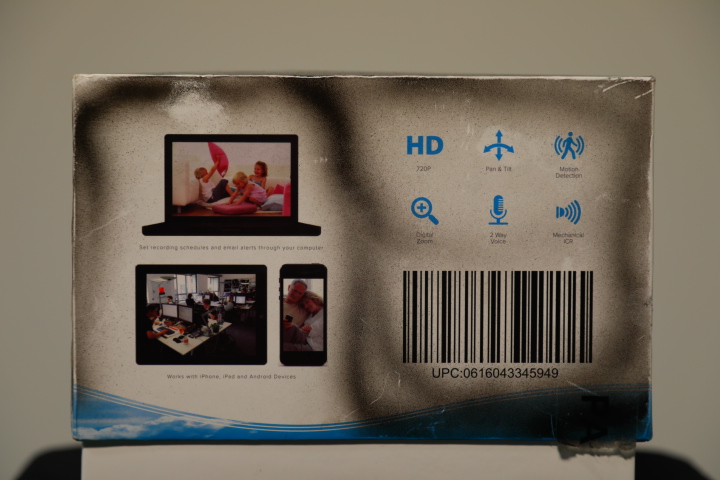 HD
720P
Pan & Tilt
Motion
Detection
Digital
Zoom
2 Way
Voice
Mechanical
ICR
Set recording schedules and email alerts through your computer
Works with iPhone, iPad and Android Devices
UPC:0616043345949
PA